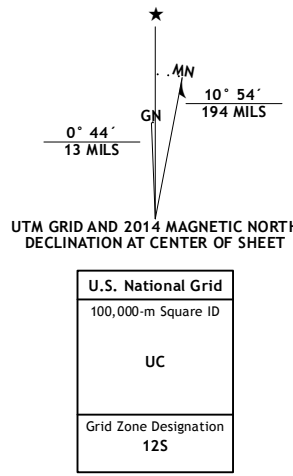 ★
MN
GN
10° 54´
194 MILS
0° 44´
13 MILS
UTM GRID AND 2014 MAGNETIC NORTH
DECLINATION AT CENTER OF SHEET
U.S. National Grid
100,000-m Square ID
UC
Grid Zone Designation
12S